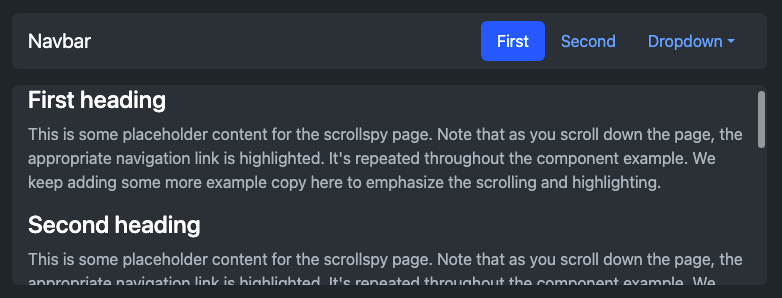 Navbar
First
Second
Dropdown
First heading
This is some placeholder content for the scrollspy page. Note that as you scroll down the page, the
appropriate navigation link is highlighted. It's repeated throughout the component example. We
keep adding some more example copy here to emphasize the scrolling and highlighting.
Second heading
This is some placeholder content for the scrollspy page. Note that as you scroll down the page, the
appropriate navigation link is highlighted. It's repeated throughout the component example. We